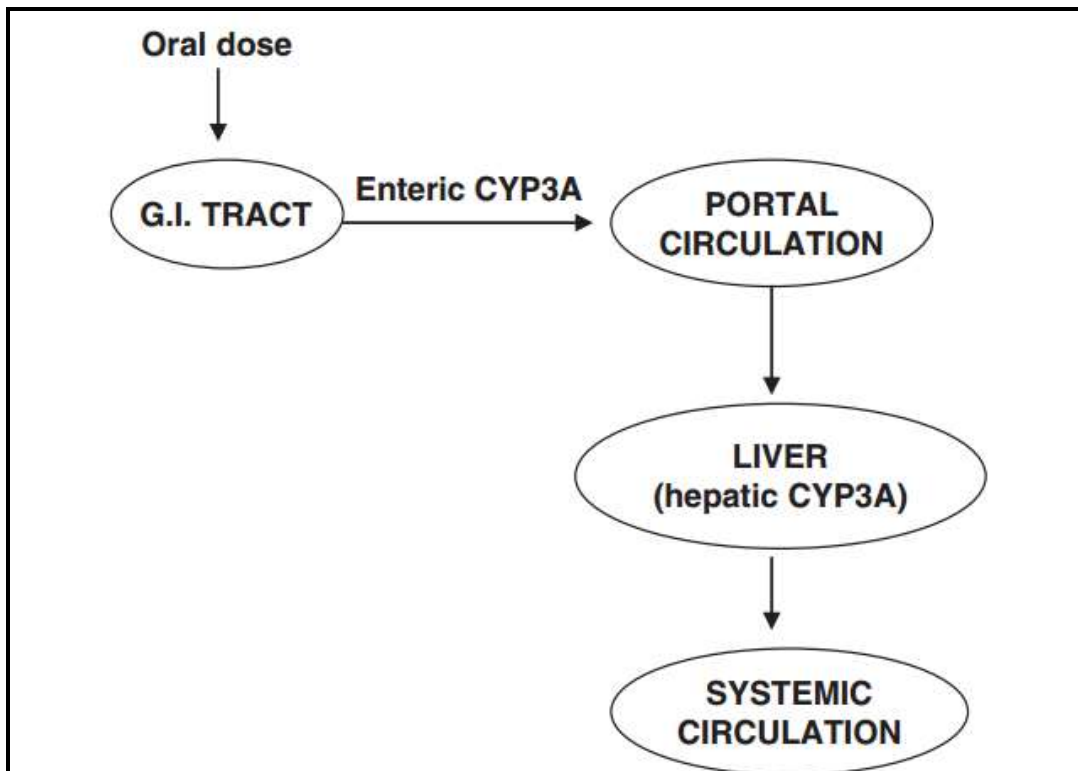 Oral dose
G.I. TRACT
Enteric CYP3A
PORTAL
CIRCULATION
LIVER
(hepatic CYP3A)
SYSTEMIC
CIRCULATION